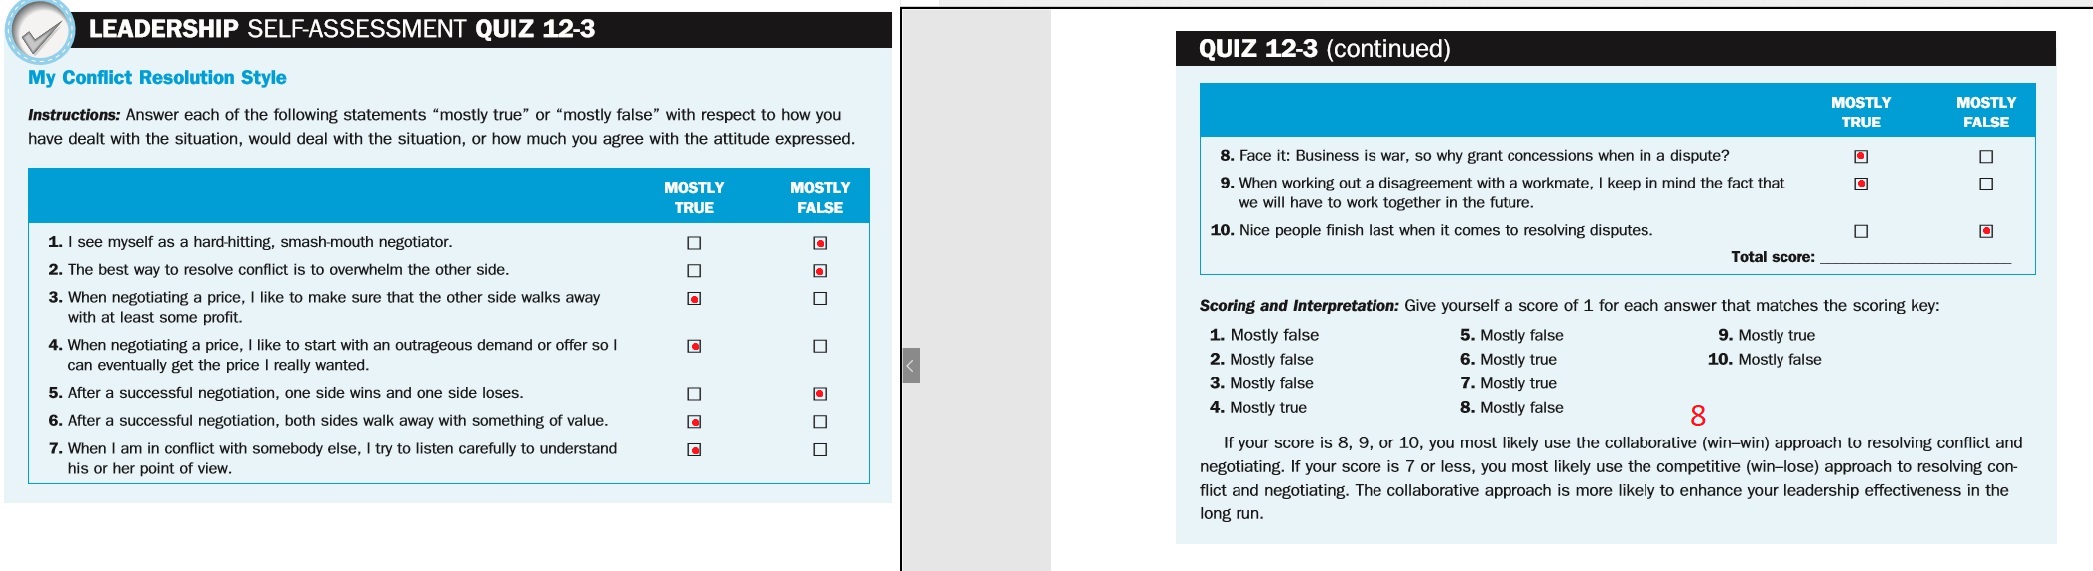 LEADERSHIP SELF-ASSESSMENT QUIZ 12-3
My Conflict Resolution Style
Instructions: Answer each of the following statements “mostly true” or “mostly false” with respect to how you
have dealt with the situation, would deal with the situation, or how much you agree with the attitude expressed.
MOSTLY TRUE MOSTLY FALSE
1. I see myself as a hard-hitting, smash-mouth negotiator.
2. The best way to resolve conflict is to overwhelm the other side.
3. When negotiating a price, I like to make sure that the other side walks away
with at least some profit.
4. When negotiating a price, I like to start with an outrageous demand or offer so I
can eventually get the price I really wanted.
5. After a successful negotiation, one side wins and one side loses.
6. After a successful negotiation, both sides walk away with something of value.
7. When I am in conflict with somebody else, I try to listen carefully to understand
his or her point of view.
QUIZ 12-3 (continued)
MOSTLY TRUE MOSTLY FALSE
8. Face it: Business is war, so why grant concessions when in a dispute?
9. When working out a disagreement with a workmate, I keep in mind the fact that
we will have to work together in the future.
10. Nice people finish last when it comes to resolving disputes.
Total score:
Scoring and Interpretation: Give yourself a score of 1 for each answer that matches the scoring key:
1. Mostly false 5. Mostly false 9. Mostly true
2. Mostly false 6. Mostly true 10. Mostly false
3. Mostly false 7. Mostly true
4. Mostly true 8. Mostly false
8
If your score is 8, 9, or 10, you most likely use the collaborative (win–win) approach to resolving conflict and
negotiating. If your score is 7 or less, you most likely use the competitive (win–lose) approach to resolving con-
flict and negotiating. The collaborative approach is more likely to enhance your leadership effectiveness in the
long run.